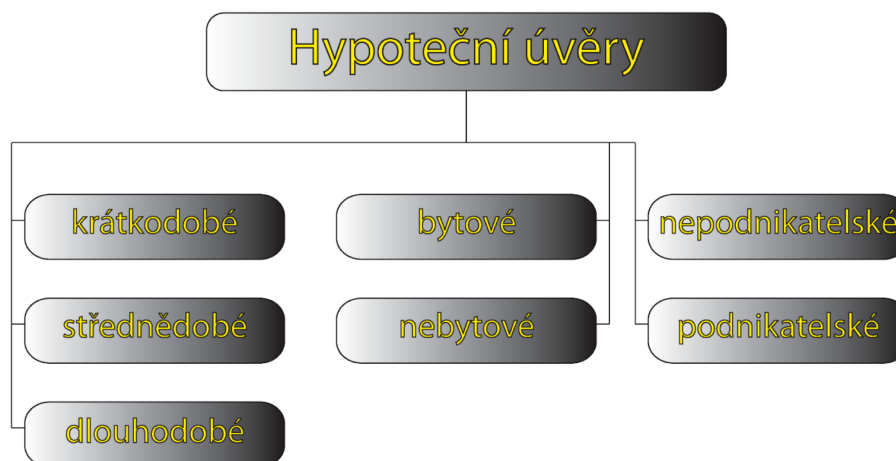 Hypoteční úvěry
krátkodobé
střednědobé
dlouhodobé
bytové
nebytové
nepodnikatelské
podnikatelské